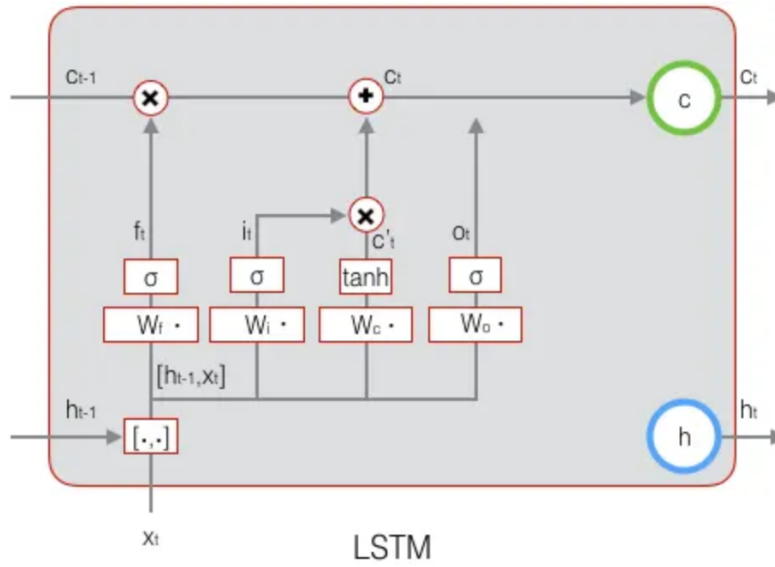 Ct-1 Ct Ct
c
ft it c't ot
σ σ tanh σ
Wf · Wi · Wc · Wo ·
[ht-1,xt]
ht-1 ht
[.,.] h
xt
LSTM